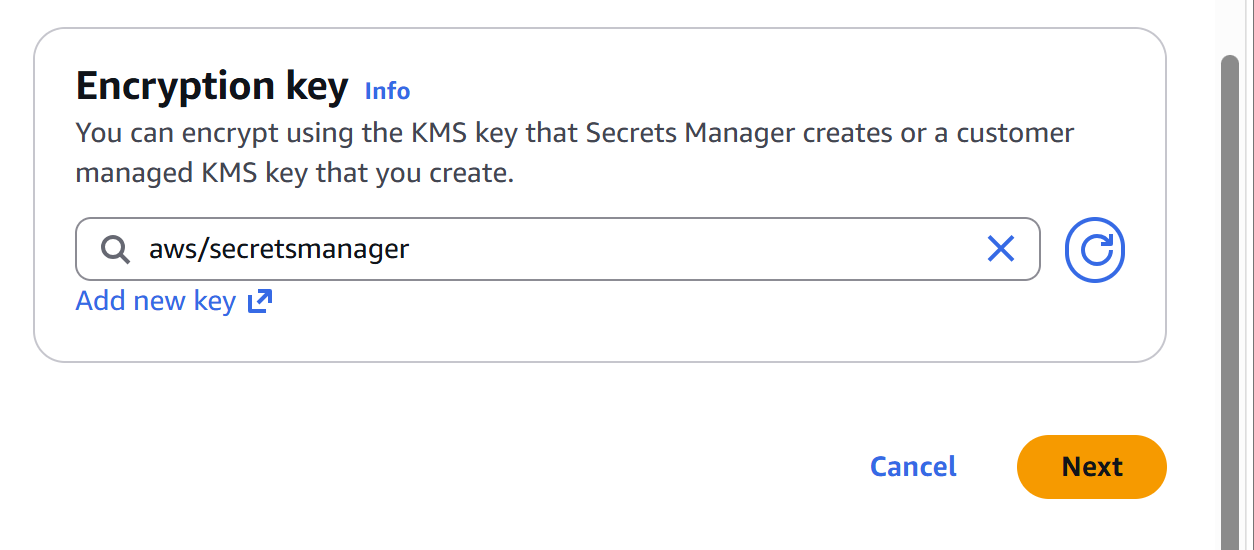 Encryption key Info
You can encrypt using the KMS key that Secrets Manager creates or a customer
managed KMS key that you create.
aws/secretsmanager
Add new key
Cancel Next